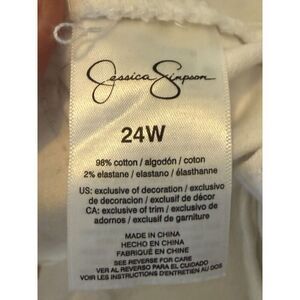 Jessica Simpson
24W
98% cotton / algodón / coton
2% elastane / elastano / élasthanne
US: exclusive of decoration / exclusivo
de decoracion / exclusif de décor
CA: exclusive of trim / exclusivo de
adornos / exclusif de garniture
MADE IN CHINA
HECHO EN CHINA
FABRIQUÉ EN CHINE
SEE REVERSE FOR CARE
VER AL REVERSO PARA EL CUIDADO
VOIR LES INSTRUCTIONS D'ENTRETIEN AU DOS